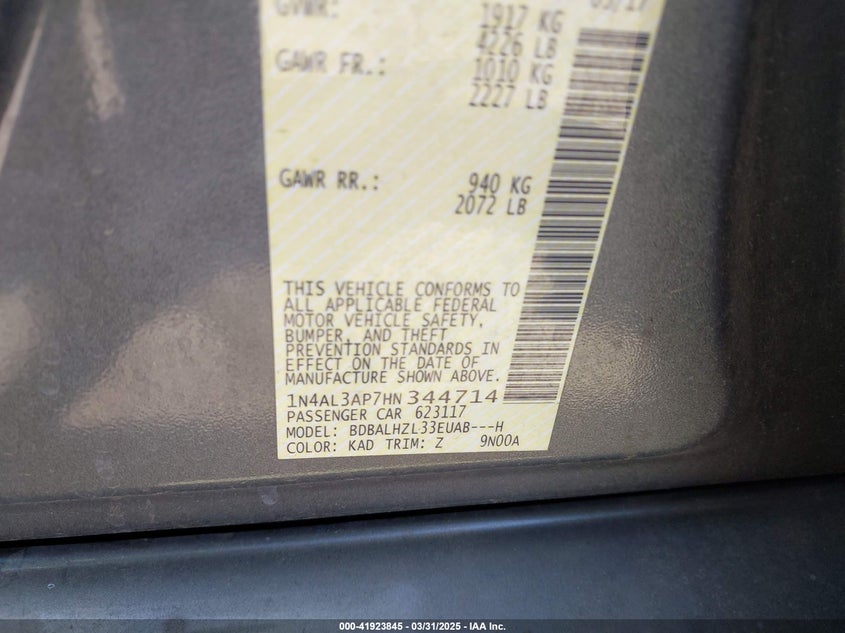 GVWR: 1917 KG
4226 LB
GAWR FR.: 1010 KG
2227 LB
GAWR RR.: 940 KG
2072 LB
THIS VEHICLE CONFORMS TO
ALL APPLICABLE FEDERAL
MOTOR VEHICLE SAFETY,
BUMPER, AND THEFT
PREVENTION STANDARDS IN
EFFECT ON THE DATE OF
MANUFACTURE SHOWN ABOVE.
1N4AL3AP7HN 344714
PASSENGER CAR 623117
MODEL: BDBALHZL33EUAB---H
COLOR: KAD TRIM: Z 9N00A
000-41923845 - 03/31/2025 - IAA Inc.